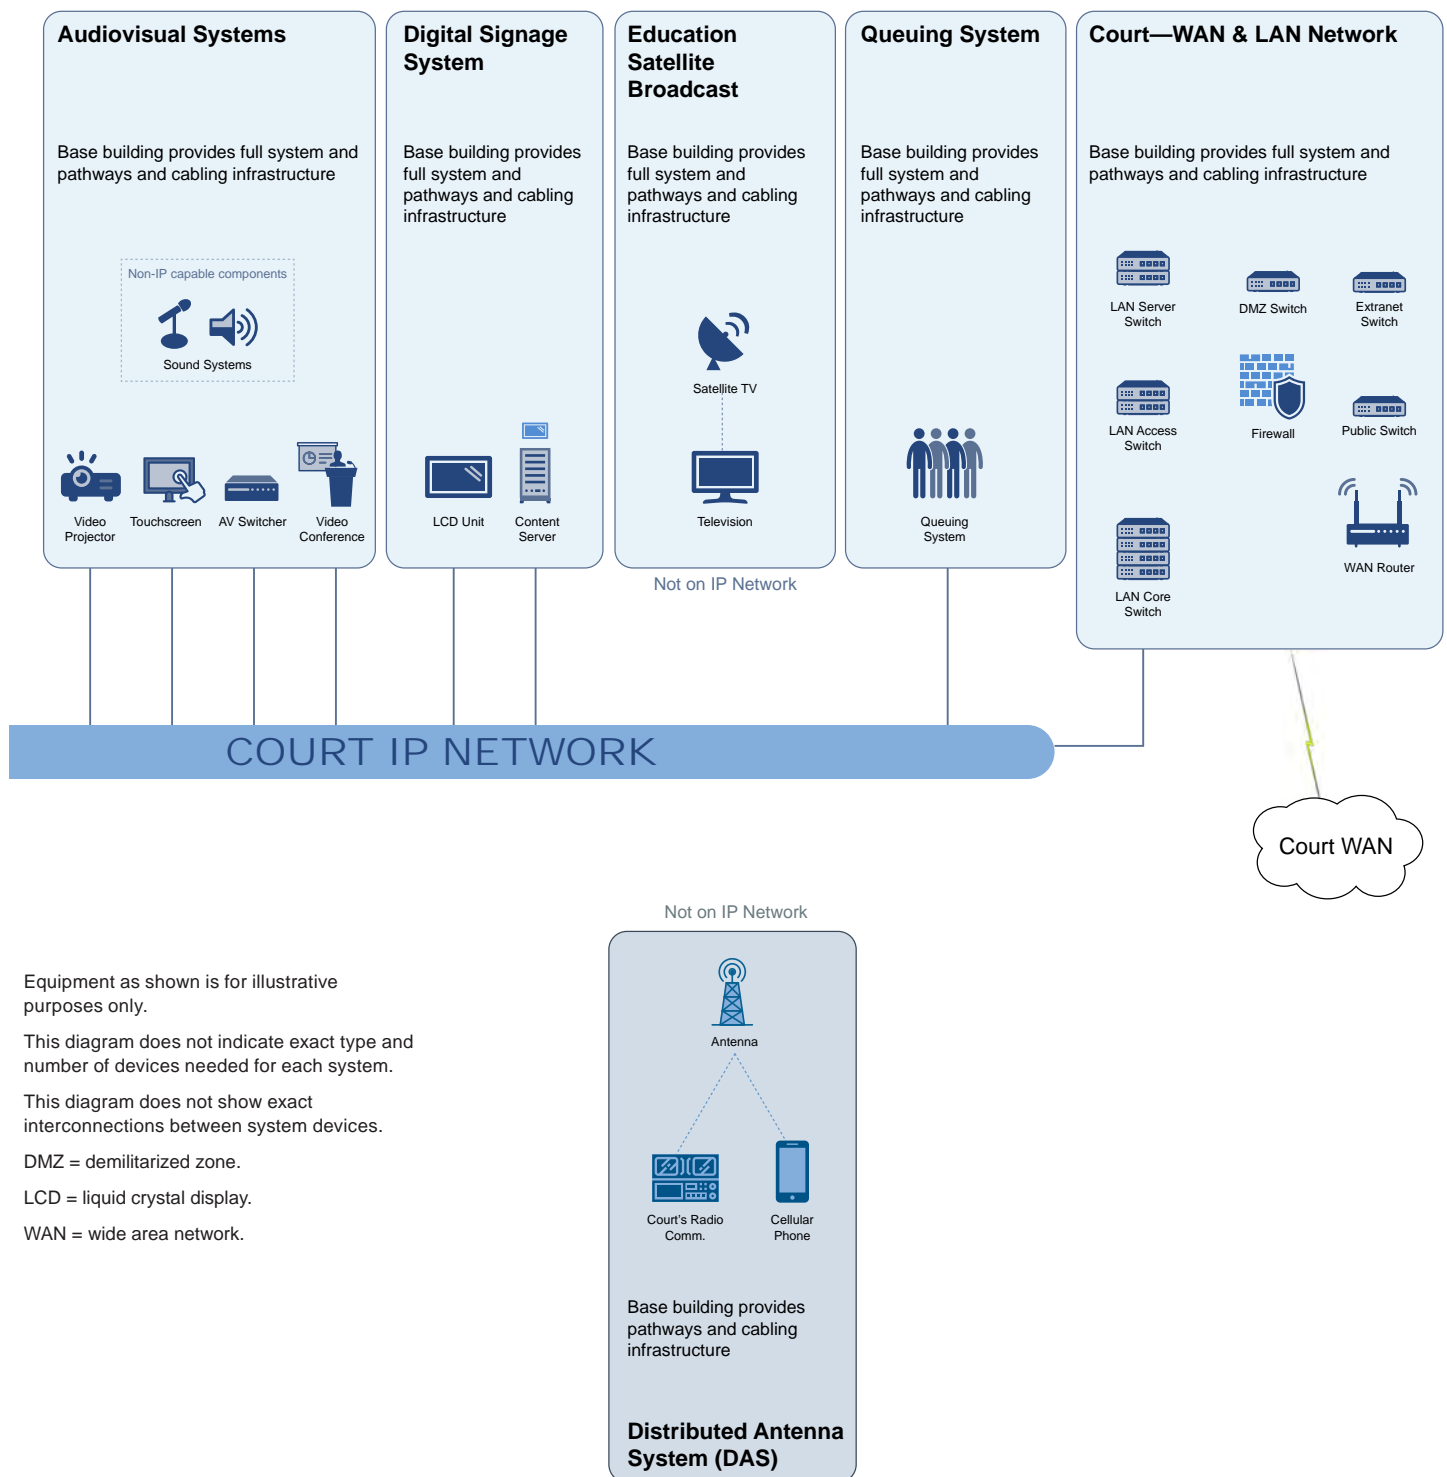 Audiovisual Systems
Base building provides full system and
pathways and cabling infrastructure
Non-IP capable components
Sound Systems
Video
Projector
Touchscreen
AV Switcher
Video
Conference
Digital Signage
System
Base building provides
full system and
pathways and cabling
infrastructure
LCD Unit
Content
Server
Education
Satellite
Broadcast
Base building provides
full system and
pathways and cabling
infrastructure
Satellite TV
Television
Not on IP Network
Queuing System
Base building provides
full system and
pathways and cabling
infrastructure
Queuing
System
Court—WAN & LAN Network
Base building provides full system and
pathways and cabling infrastructure
LAN Server
Switch
DMZ Switch
Extranet
Switch
LAN Access
Switch
Firewall
Public Switch
LAN Core
Switch
WAN Router
COURT IP NETWORK
Court WAN
Not on IP Network
Antenna
Court's Radio
Comm.
Cellular
Phone
Base building provides
pathways and cabling
infrastructure
Distributed Antenna
System (DAS)
Equipment as shown is for illustrative
purposes only.
This diagram does not indicate exact type and
number of devices needed for each system.
This diagram does not show exact
interconnections between system devices.
DMZ = demilitarized zone.
LCD = liquid crystal display.
WAN = wide area network.